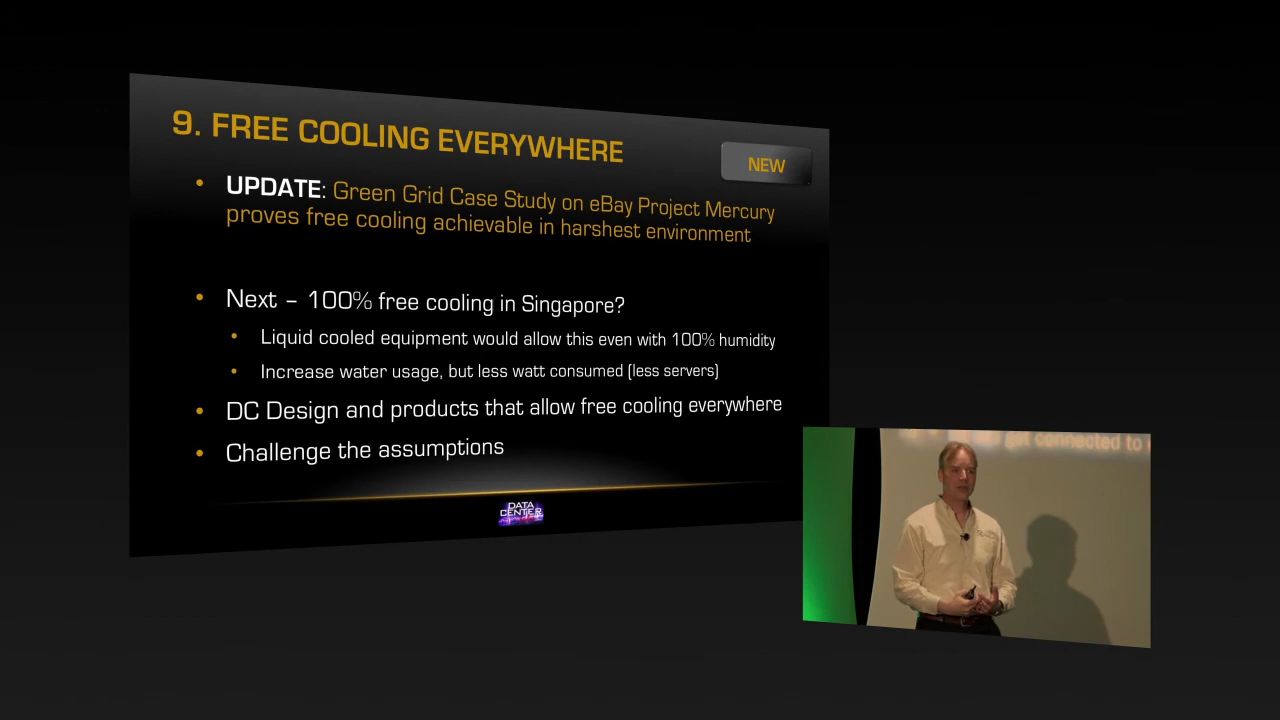 9. FREE COOLING EVERYWHERE
NEW
• UPDATE: Green Grid Case Study on eBay Project Mercury
proves free cooling achievable in harshest environment
• Next – 100% free cooling in Singapore?
• Liquid cooled equipment would allow this even with 100% humidity
• Increase water usage, but less watt consumed (less servers)
• DC Design and products that allow free cooling everywhere
• Challenge the assumptions
DATA
CENTER
get connected to